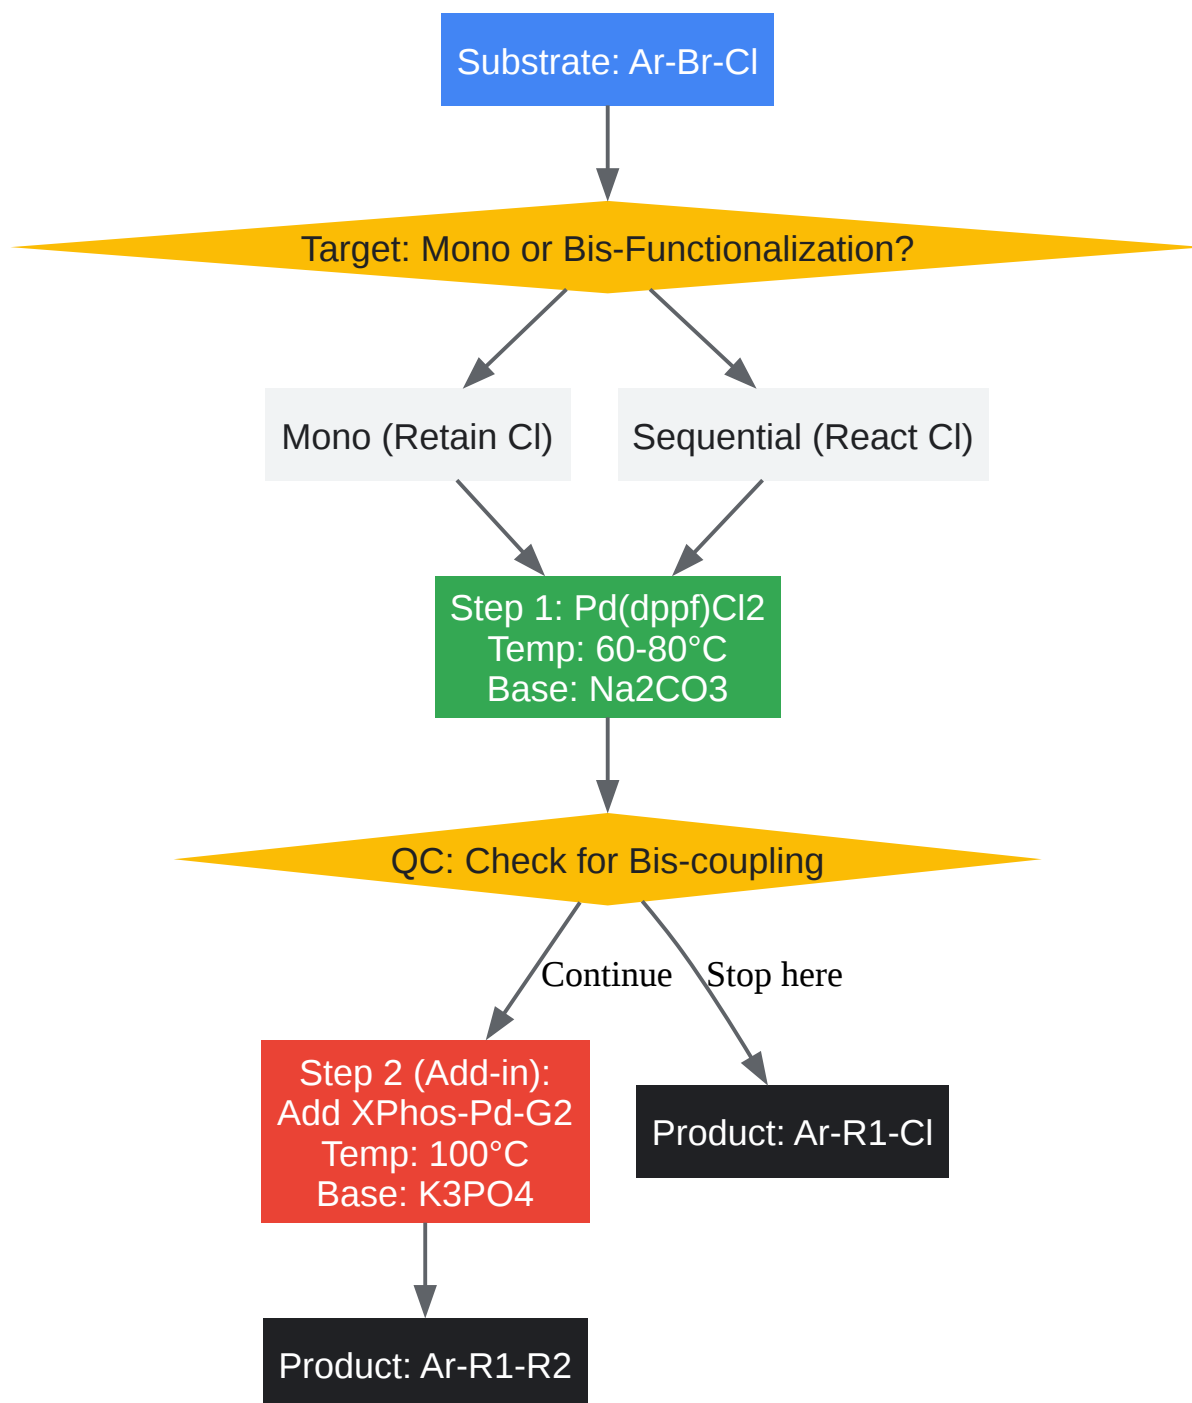 Substrate: Ar-Br-Cl
Target: Mono or Bis-Functionalization?
Mono (Retain Cl)
Sequential (React Cl)
Step 1: Pd(dppf)Cl2
Temp: 60-80°C
Base: Na2CO3
QC: Check for Bis-coupling
Continue
Stop here
Step 2 (Add-in):
Add XPhos-Pd-G2
Temp: 100°C
Base: K3PO4
Product: Ar-R1-Cl
Product: Ar-R1-R2